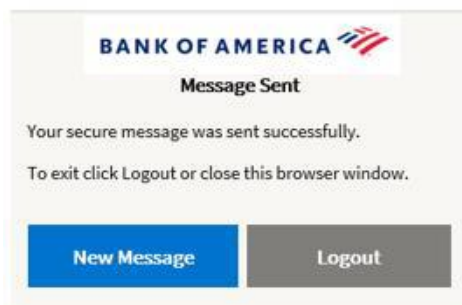 BANK OF AMERICA
Message Sent
Your secure message was sent successfully.
To exit click Logout or close this browser window.
New Message
Logout